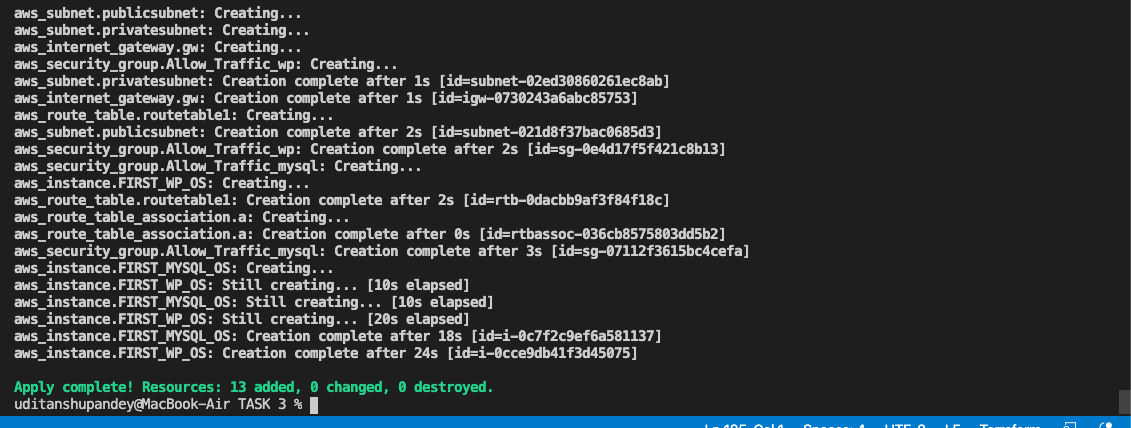 aws_subnet.publicsubnet: Creating...
aws_subnet.privatesubnet: Creating...
aws_internet_gateway.gw: Creating...
aws_security_group.Allow_Traffic_wp: Creating...
aws_subnet.privatesubnet: Creation complete after 1s [id=subnet-02ed30860261ec8ab]
aws_internet_gateway.gw: Creation complete after 1s [id=igw-0730243a6abc85753]
aws_route_table.routetable1: Creating...
aws_subnet.publicsubnet: Creation complete after 2s [id=subnet-021d8f37bac0685d3]
aws_security_group.Allow_Traffic_wp: Creation complete after 2s [id=sg-0e4d17f5f421c8b13]
aws_security_group.Allow_Traffic_mysql: Creating...
aws_instance.FIRST_WP_OS: Creating...
aws_route_table.routetable1: Creation complete after 2s [id=rtb-0dacbb9af3f84f18c]
aws_route_table_association.a: Creating...
aws_route_table_association.a: Creation complete after 0s [id=rtbassoc-036cb8575803dd5b2]
aws_security_group.Allow_Traffic_mysql: Creation complete after 3s [id=sg-07112f3615bc4cefa]
aws_instance.FIRST_MYSQL_OS: Creating...
aws_instance.FIRST_WP_OS: Still creating... [10s elapsed]
aws_instance.FIRST_MYSQL_OS: Still creating... [10s elapsed]
aws_instance.FIRST_WP_OS: Still creating... [20s elapsed]
aws_instance.FIRST_MYSQL_OS: Creation complete after 18s [id=i-0c7f2c9ef6a581137]
aws_instance.FIRST_WP_OS: Creation complete after 24s [id=i-0cce9db41f3d45075]
Apply complete! Resources: 13 added, 0 changed, 0 destroyed.
uditanshupandey@MacBook-Air TASK 3 %